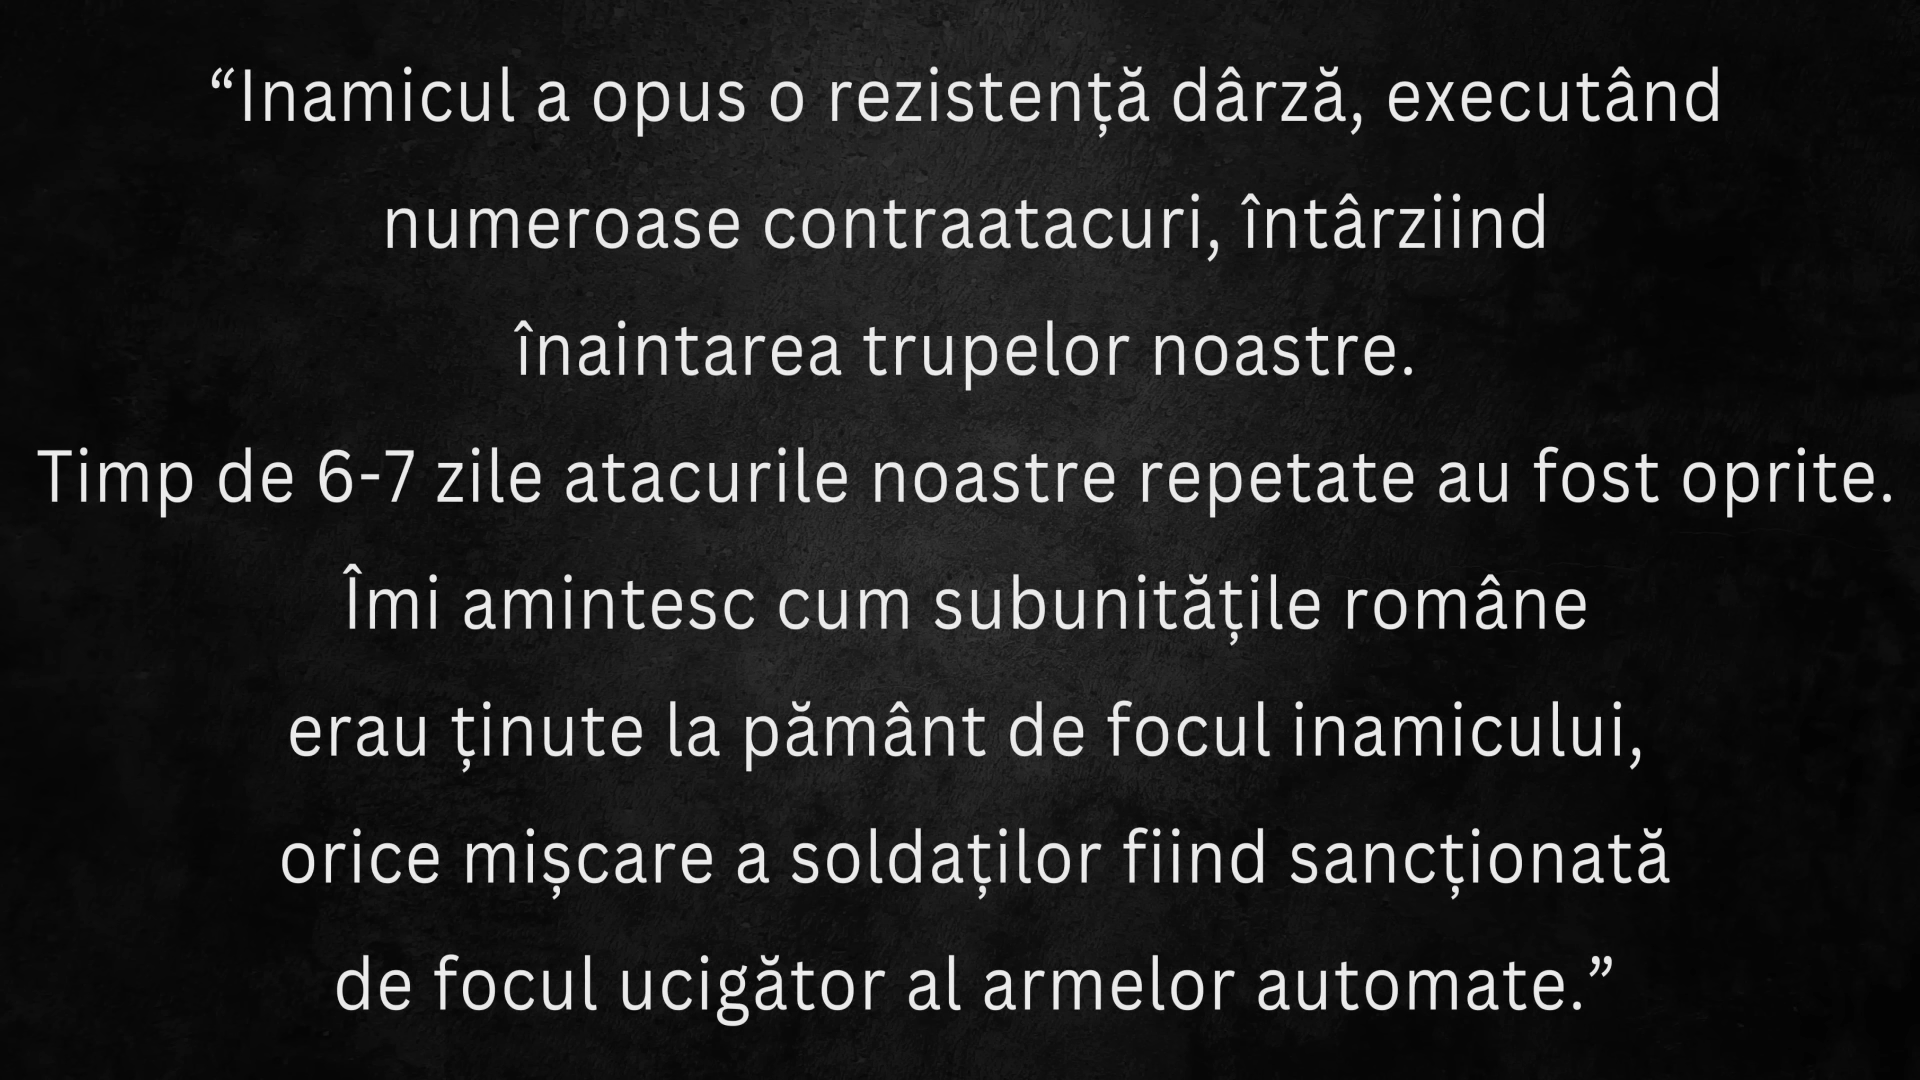 “Inamicul a opus o rezistență dârză, executând
numeroase contraatacuri, întârziind
înaintarea trupelor noastre.
Timp de 6-7 zile atacurile noastre repetate au fost oprite.
Îmi amintesc cum subunitățile române
erau ținute la pământ de focul inamicului,
orice mișcare a soldaților fiind sancționată
de focul ucigător al armelor automate.”